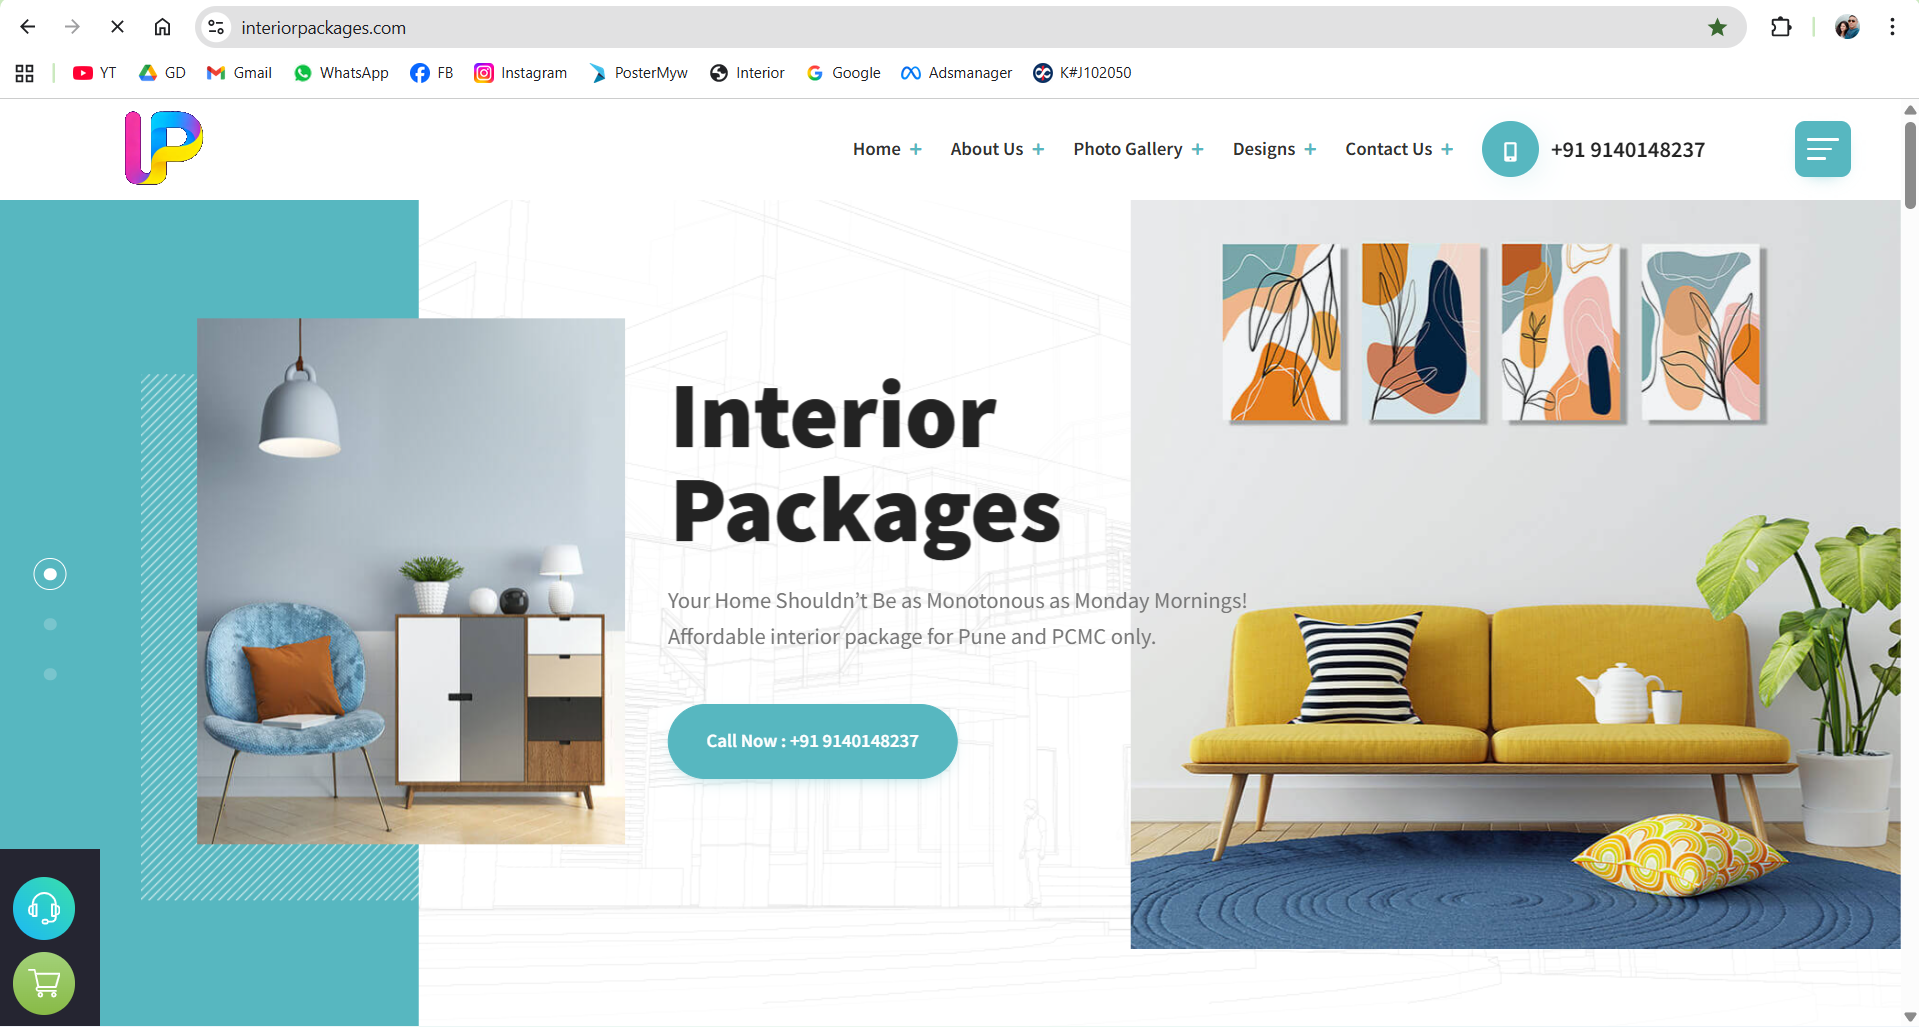 interiorpackages.com
YT
GD
Gmail
WhatsApp
FB
Instagram
PosterMyw
Interior
Google
Adsmanager
K#J102050
IP
Home +
About Us +
Photo Gallery +
Designs +
Contact Us +
+91 9140148237
Interior
Packages
Your Home Shouldn’t Be as Monotonous as Monday Mornings!
Affordable interior package for Pune and PCMC only.
Call Now : +91 9140148237